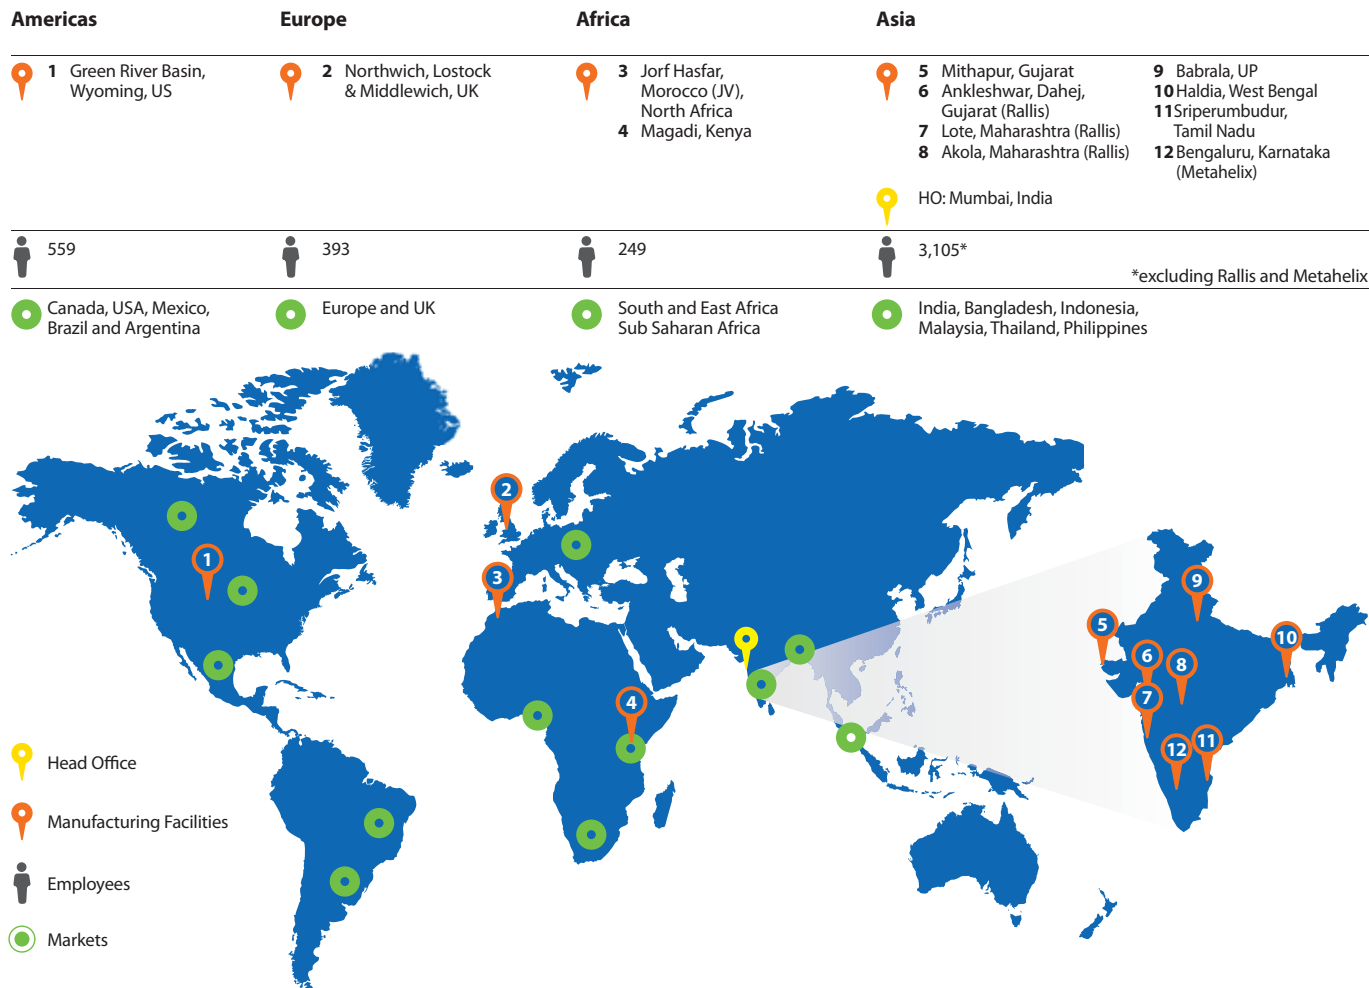 Americas
1 Green River Basin,
Wyoming, US
559
Canada, USA, Mexico,
Brazil and Argentina
Europe
2 Northwich, Lostock
& Middlewich, UK
393
Europe and UK
Africa
3 Jorf Hasfar,
Morocco (JV),
North Africa
4 Magadi, Kenya
249
South and East Africa
Sub Saharan Africa
Asia
5 Mithapur, Gujarat
6 Ankleshwar, Dahej,
Gujarat (Rallis)
7 Lote, Maharashtra (Rallis)
8 Akola, Maharashtra (Rallis)
9 Babrala, UP
10 Haldia, West Bengal
11 Sriperumbudur,
Tamil Nadu
12 Bengaluru, Karnataka
(Metahelix)
HO: Mumbai, India
3,105*
*excluding Rallis and Metahelix
India, Bangladesh, Indonesia,
Malaysia, Thailand, Philippines
1
2
3
4
5
6
7
8
9
10
11
12
Head Office
Manufacturing Facilities
Employees
Markets